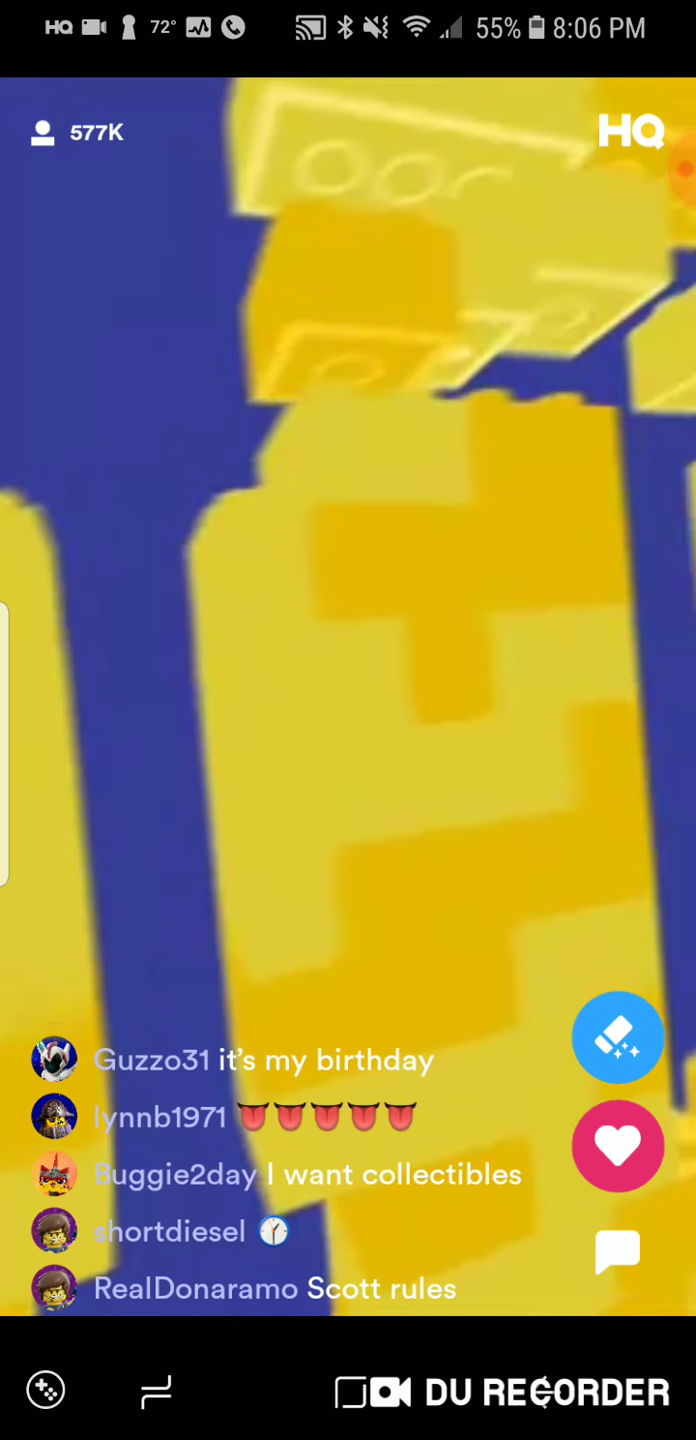 HQ 72° 55% 8:06 PM
577K
HQ
Guzzo31 it's my birthday
lynnb1971 👅👅👅👅👅
Buggie2day I want collectibles
shortdiesel 🕜
RealDonaramo Scott rules
DU RECORDER